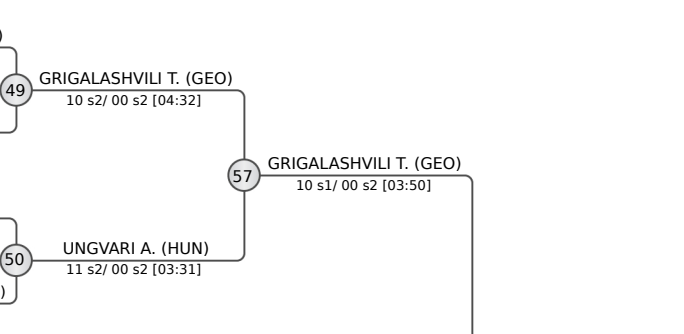 )
49
GRIGALASHVILI T. (GEO)
10 s2/ 00 s2 [04:32]
57
GRIGALASHVILI T. (GEO)
10 s1/ 00 s2 [03:50]
50
UNGVARI A. (HUN)
11 s2/ 00 s2 [03:31]
)